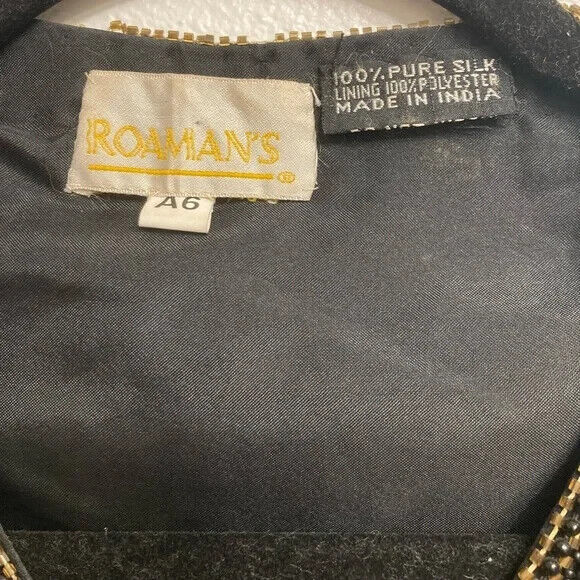 ROAMAN'S
®
A6
100% PURE SILK
LINING 100% POLYESTER
MADE IN INDIA